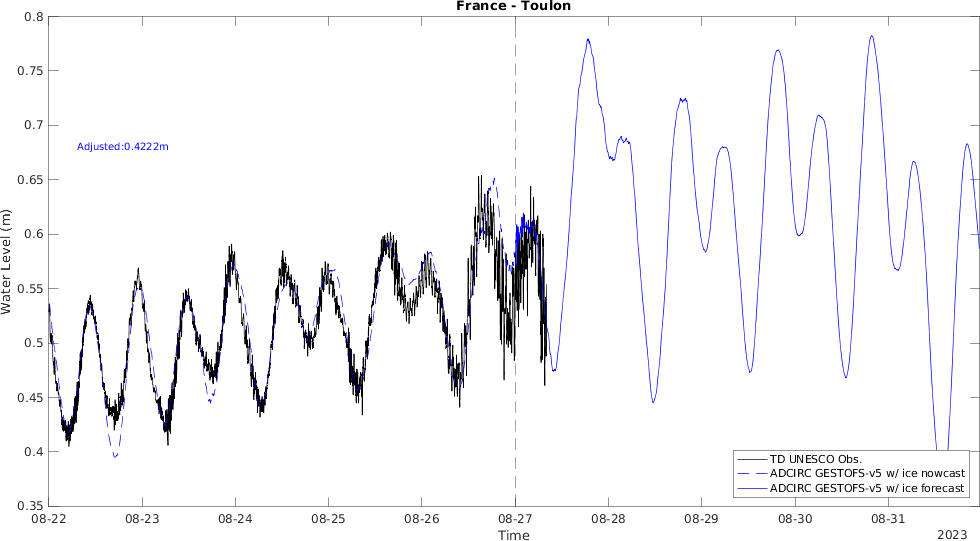 France - Toulon
0.8
0.75
0.7
Adjusted:0.4222m
0.65
0.6
0.55
0.5
0.45
0.4
0.35
Water Level (m)
TD UNESCO Obs.
ADCIRC GESTOFS-v5 w/ ice nowcast
ADCIRC GESTOFS-v5 w/ ice forecast
08-22 08-23 08-24 08-25 08-26 08-27 08-28 08-29 08-30 08-31
Time
2023